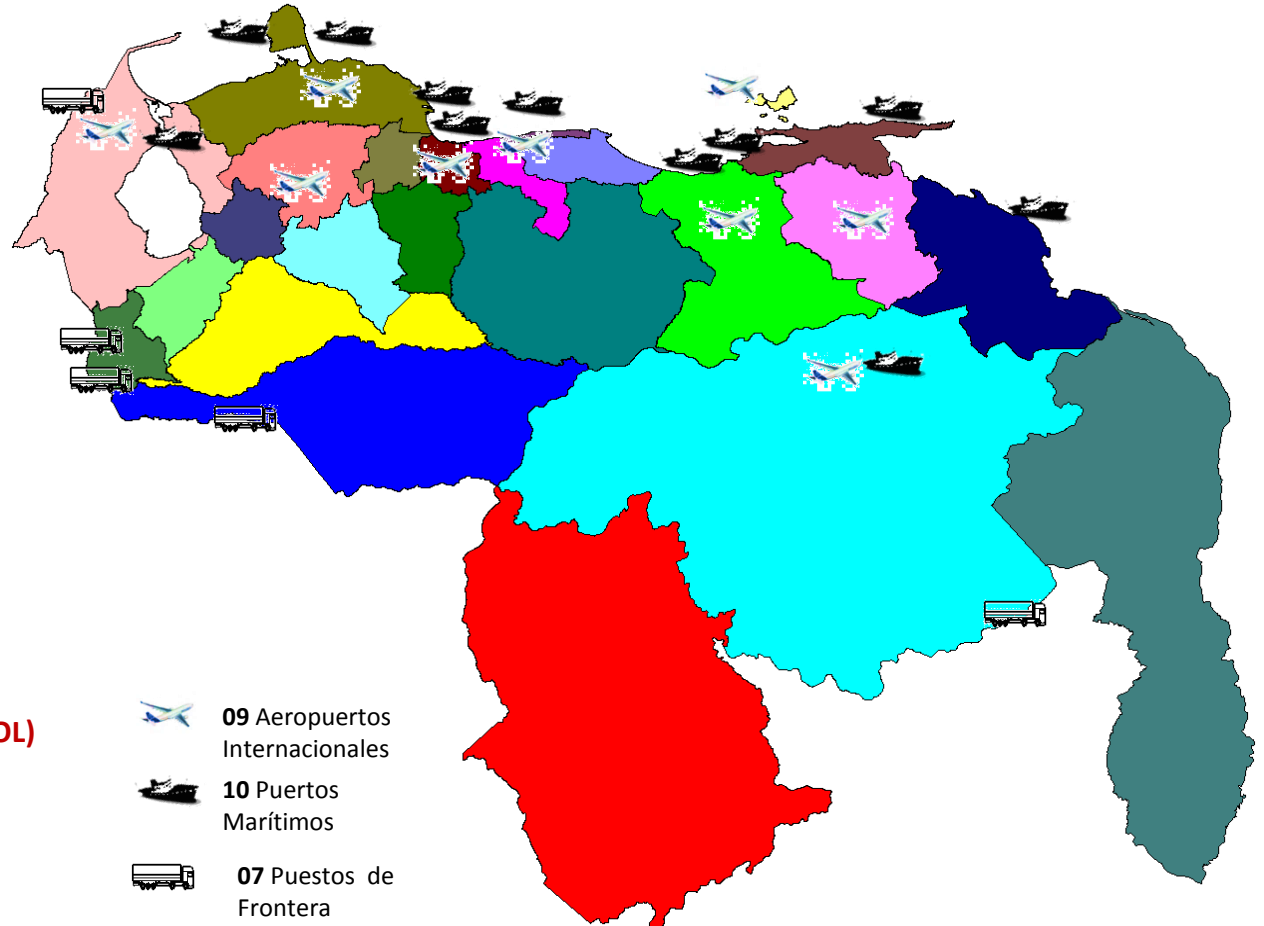 OL)
09 Aeropuertos
Internacionales
10 Puertos
Marítimos
07 Puestos de
Frontera